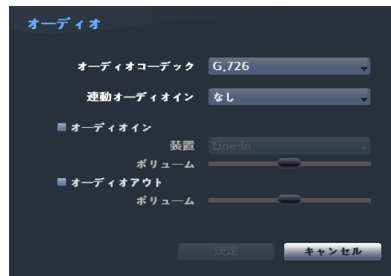 オーディオ
オーディオコーデック G.726
連動オーディオイン なし
オーディオイン
装置 Line-In
ボリューム
オーディオアウト
ボリューム
決定 キャンセル